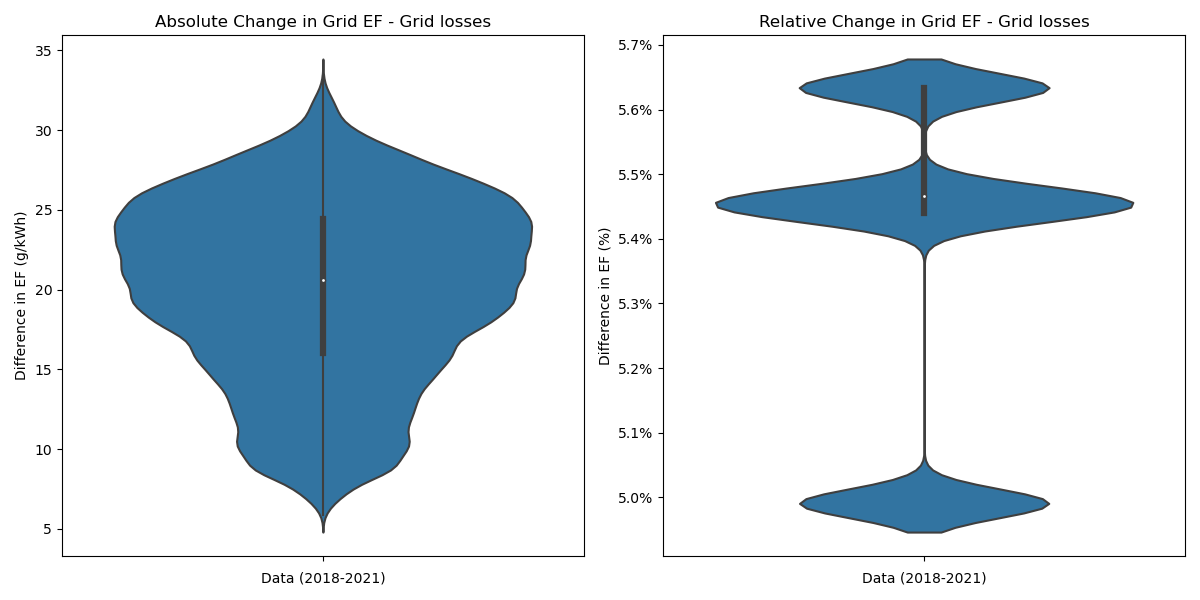 Absolute Change in Grid EF - Grid losses
35
30
25
20
15
10
5
Difference in EF (g/kWh)
Data (2018-2021)
Relative Change in Grid EF - Grid losses
5.7%
5.6%
5.5%
5.4%
5.3%
5.2%
5.1%
5.0%
Difference in EF (%)
Data (2018-2021)